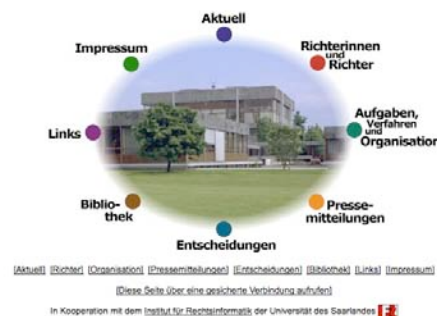 Aktuell
Impressum
Richterinnen
und
Richter
Links
Aufgaben,
Verfahren
und
Organisation
Biblio-
thek
Presse-
mitteilungen
Entscheidungen
[Aktuell] [Richter] [Organisation] [Pressemitteilungen] [Entscheidungen] [Bibliothek] [Links] [Impressum]
[Diese Seite über eine gesicherte Verbindung aufrufen]
In Kooperation mit dem Institut für Rechtsinformatik der Universität des Saarlandes